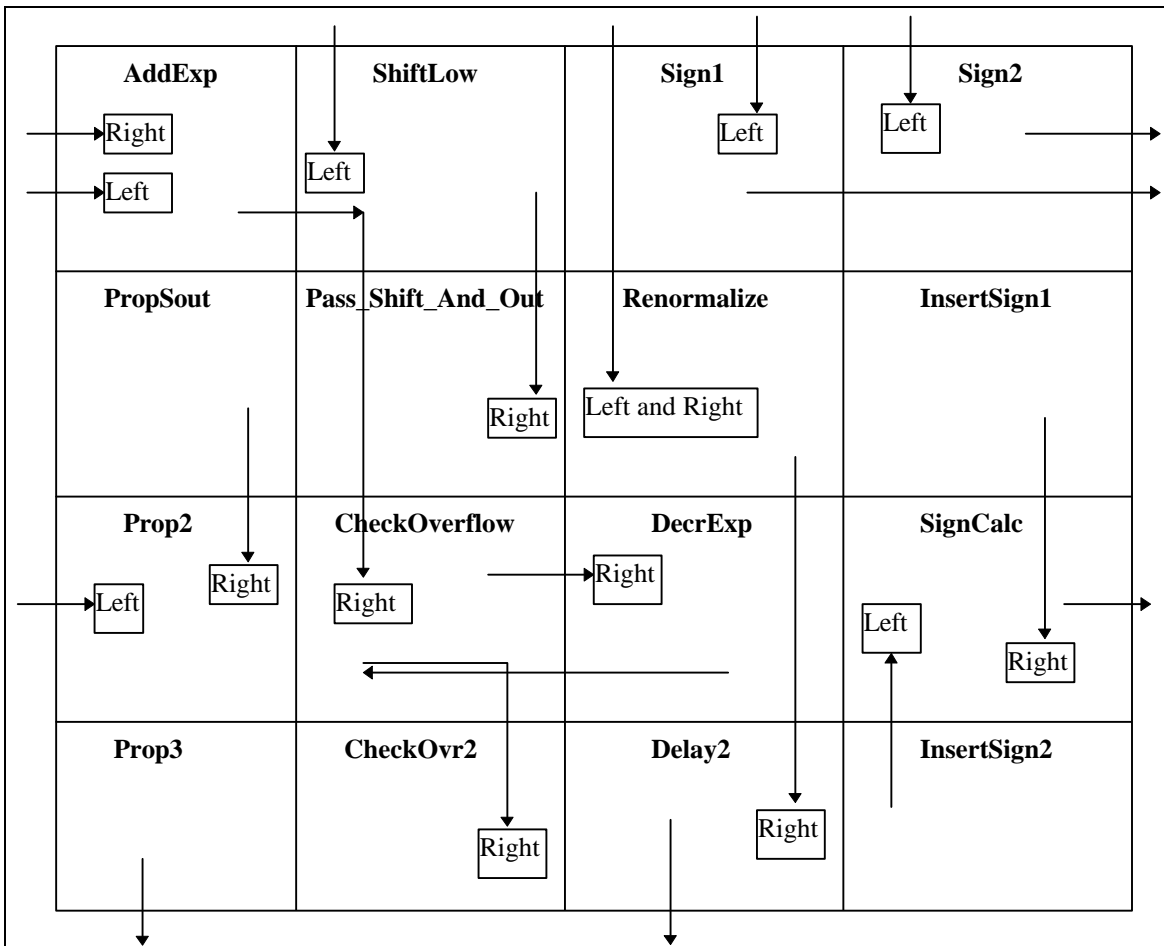 AddExp
Right
Left
ShiftLow
Left
Sign1
Left
Sign2
Left
PropSout
Pass_Shift_And_Out
Right
Renormalize
Left and Right
InsertSign1
Prop2
Left
Right
CheckOverflow
Right
DecrExp
Right
SignCalc
Left
Right
Prop3
CheckOvr2
Right
Delay2
Right
InsertSign2